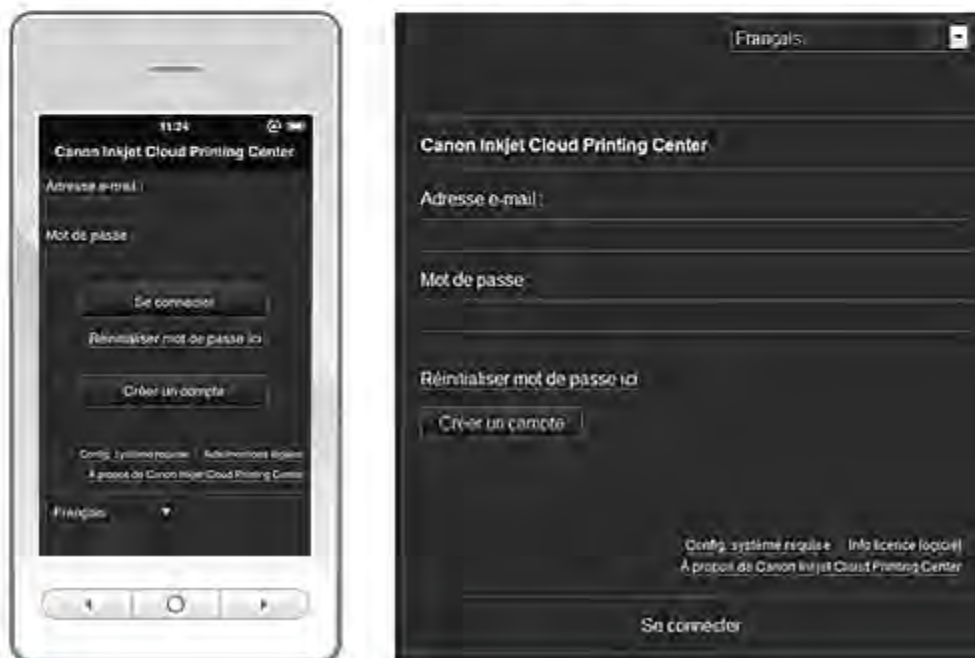 11:24
Canon Inkjet Cloud Printing Center
Adresse e-mail :
Mot de passe :
Se connecter
Réinitialiser mot de passe ici
Créer un compte
Config. système requise
À propos de Canon Inkjet Cloud Printing Center
Français
Français
Canon Inkjet Cloud Printing Center
Adresse e-mail :
Mot de passe
Réinitialiser mot de passe ici
Créer un compte
Config. système requise Info licence logiciel
À propos de Canon Inkjet Cloud Printing Center
Se connecter